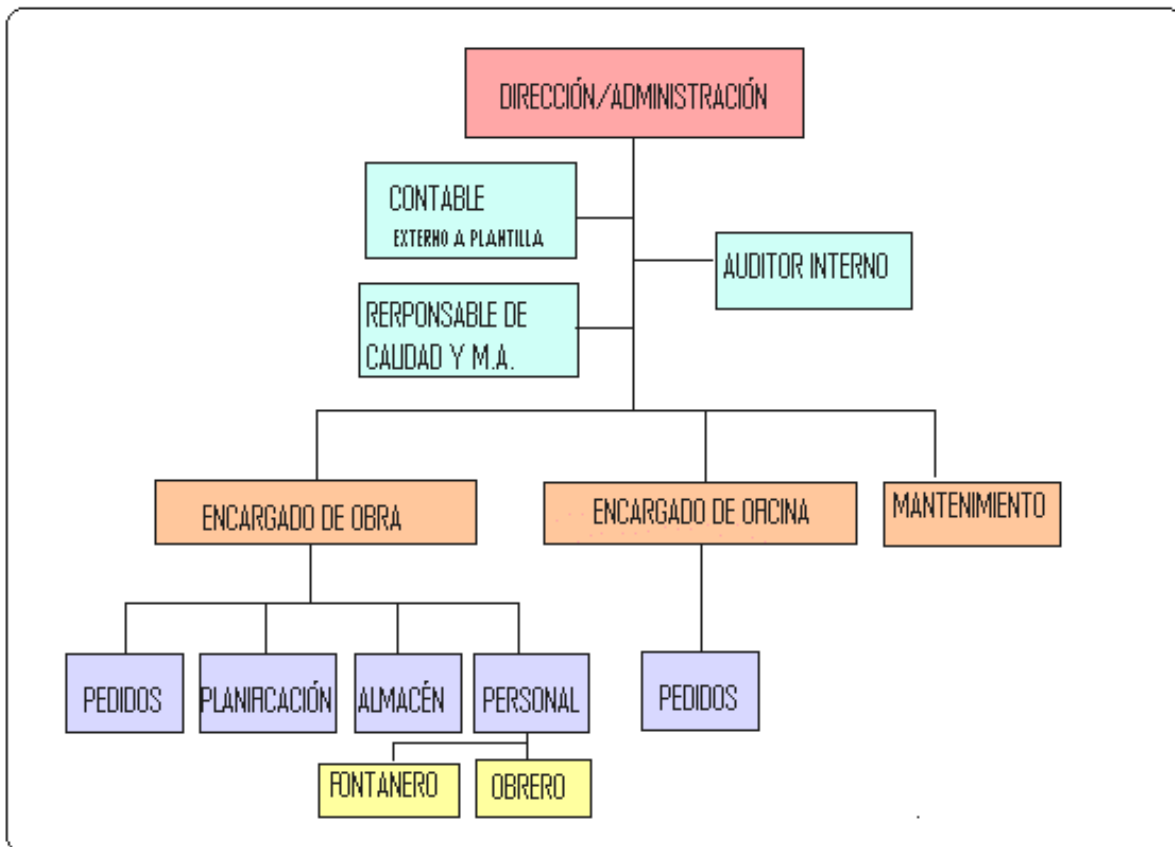 DIRECCIÓN/ADMINISTRACIÓN
CONTABLE
EXTERNO A PLANTILLA
AUDITOR INTERNO
RERPONSABLE DE
CALIDAD Y M.A.
ENCARGADO DE OBRA
ENCARGADO DE OFICINA
MANTENIMIENTO
PEDIDOS
PLANIFICACIÓN
ALMACÉN
PERSONAL
PEDIDOS
FONTANERO
OBRERO